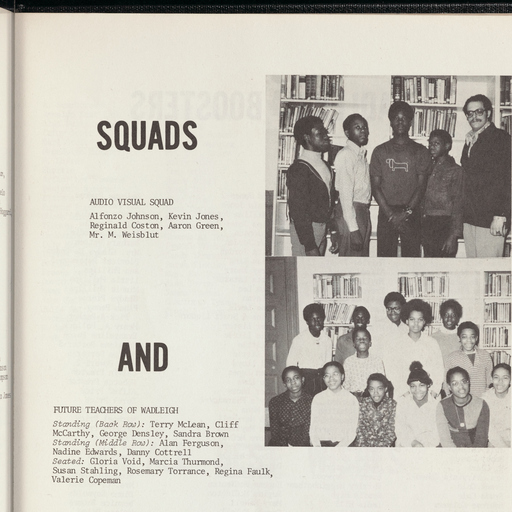 SQUADS
AUDIO VISUAL SQUAD
Alfonzo Johnson, Kevin Jones,
Reginald Coston, Aaron Green,
Mr. M. Weisblut
AND
FUTURE TEACHERS OF WADLEIGH
Standing (Back Row): Terry McLean, Cliff
McCarthy, George Densley, Sandra Brown
Standing (Middle Row): Alan Ferguson,
Nadine Edwards, Danny Cottrell
Seated: Gloria Void, Marcia Thurmond,
Susan Stahling, Rosemary Torrance, Regina Faulk,
Valerie Copeman